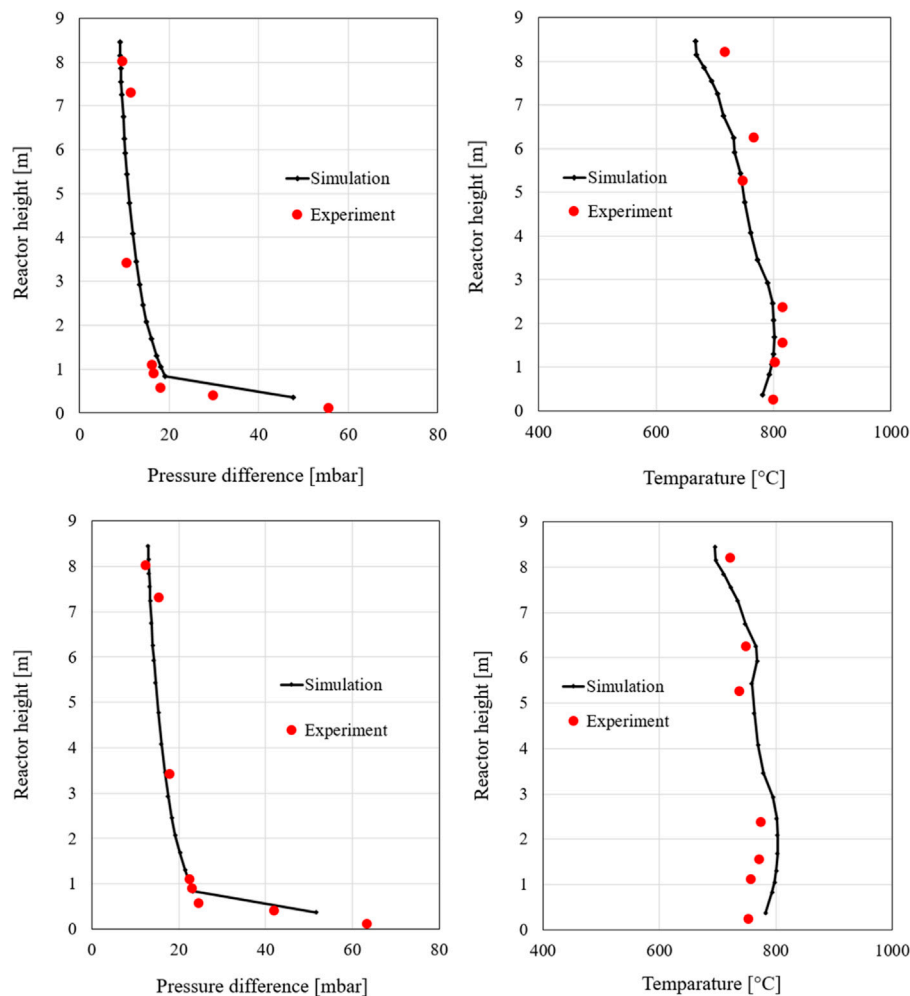 9
8
7
6
5
4
3
2
1
0
Reactor height [m]
Simulation
Experiment
0 20 40 60 80
Pressure difference [mbar]
9
8
7
6
5
4
3
2
1
0
Reactor height [m]
Simulation
Experiment
400 600 800 1000
Temparature [°C]
9
8
7
6
5
4
3
2
1
0
Reactor height [m]
Simulation
Experiment
0 20 40 60 80
Pressure difference [mbar]
9
8
7
6
5
4
3
2
1
0
Reactor height [m]
Simulation
Experiment
400 600 800 1000
Temparature [°C]